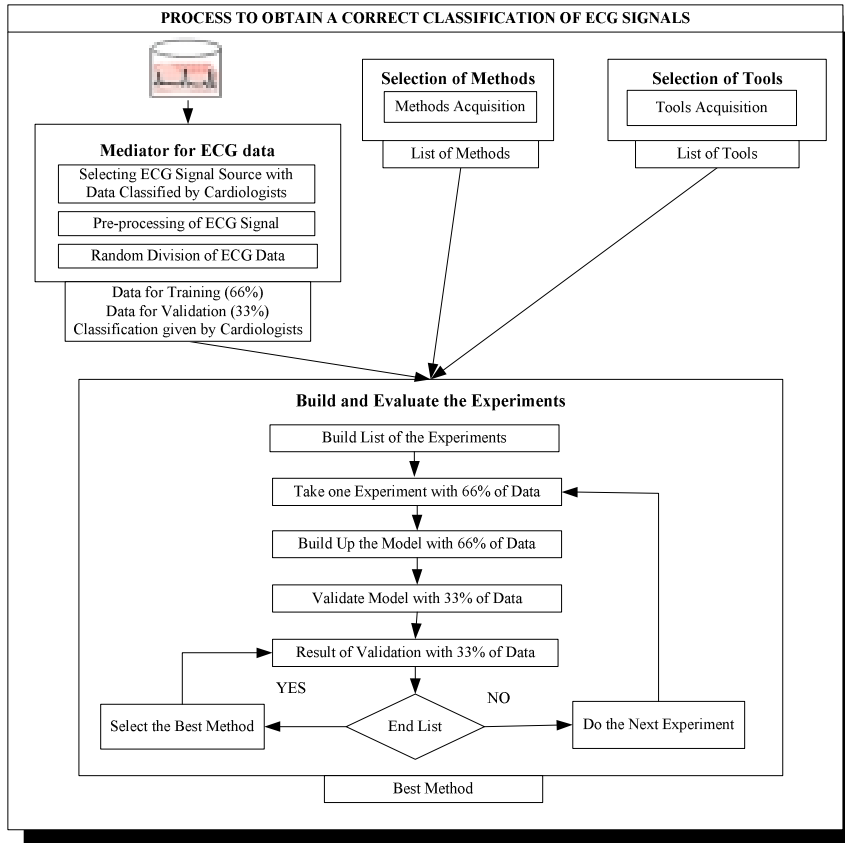 PROCESS TO OBTAIN A CORRECT CLASSIFICATION OF ECG SIGNALS
Mediator for ECG data
Selecting ECG Signal Source with
Data Classified by Cardiologists
Pre-processing of ECG Signal
Random Division of ECG Data
Data for Training (66%)
Data for Validation (33%)
Classification given by Cardiologists
Selection of Methods
Methods Acquisition
List of Methods
Selection of Tools
Tools Acquisition
List of Tools
Build and Evaluate the Experiments
Build List of the Experiments
Take one Experiment with 66% of Data
Build Up the Model with 66% of Data
Validate Model with 33% of Data
Result of Validation with 33% of Data
YES
NO
Select the Best Method
End List
Do the Next Experiment
Best Method